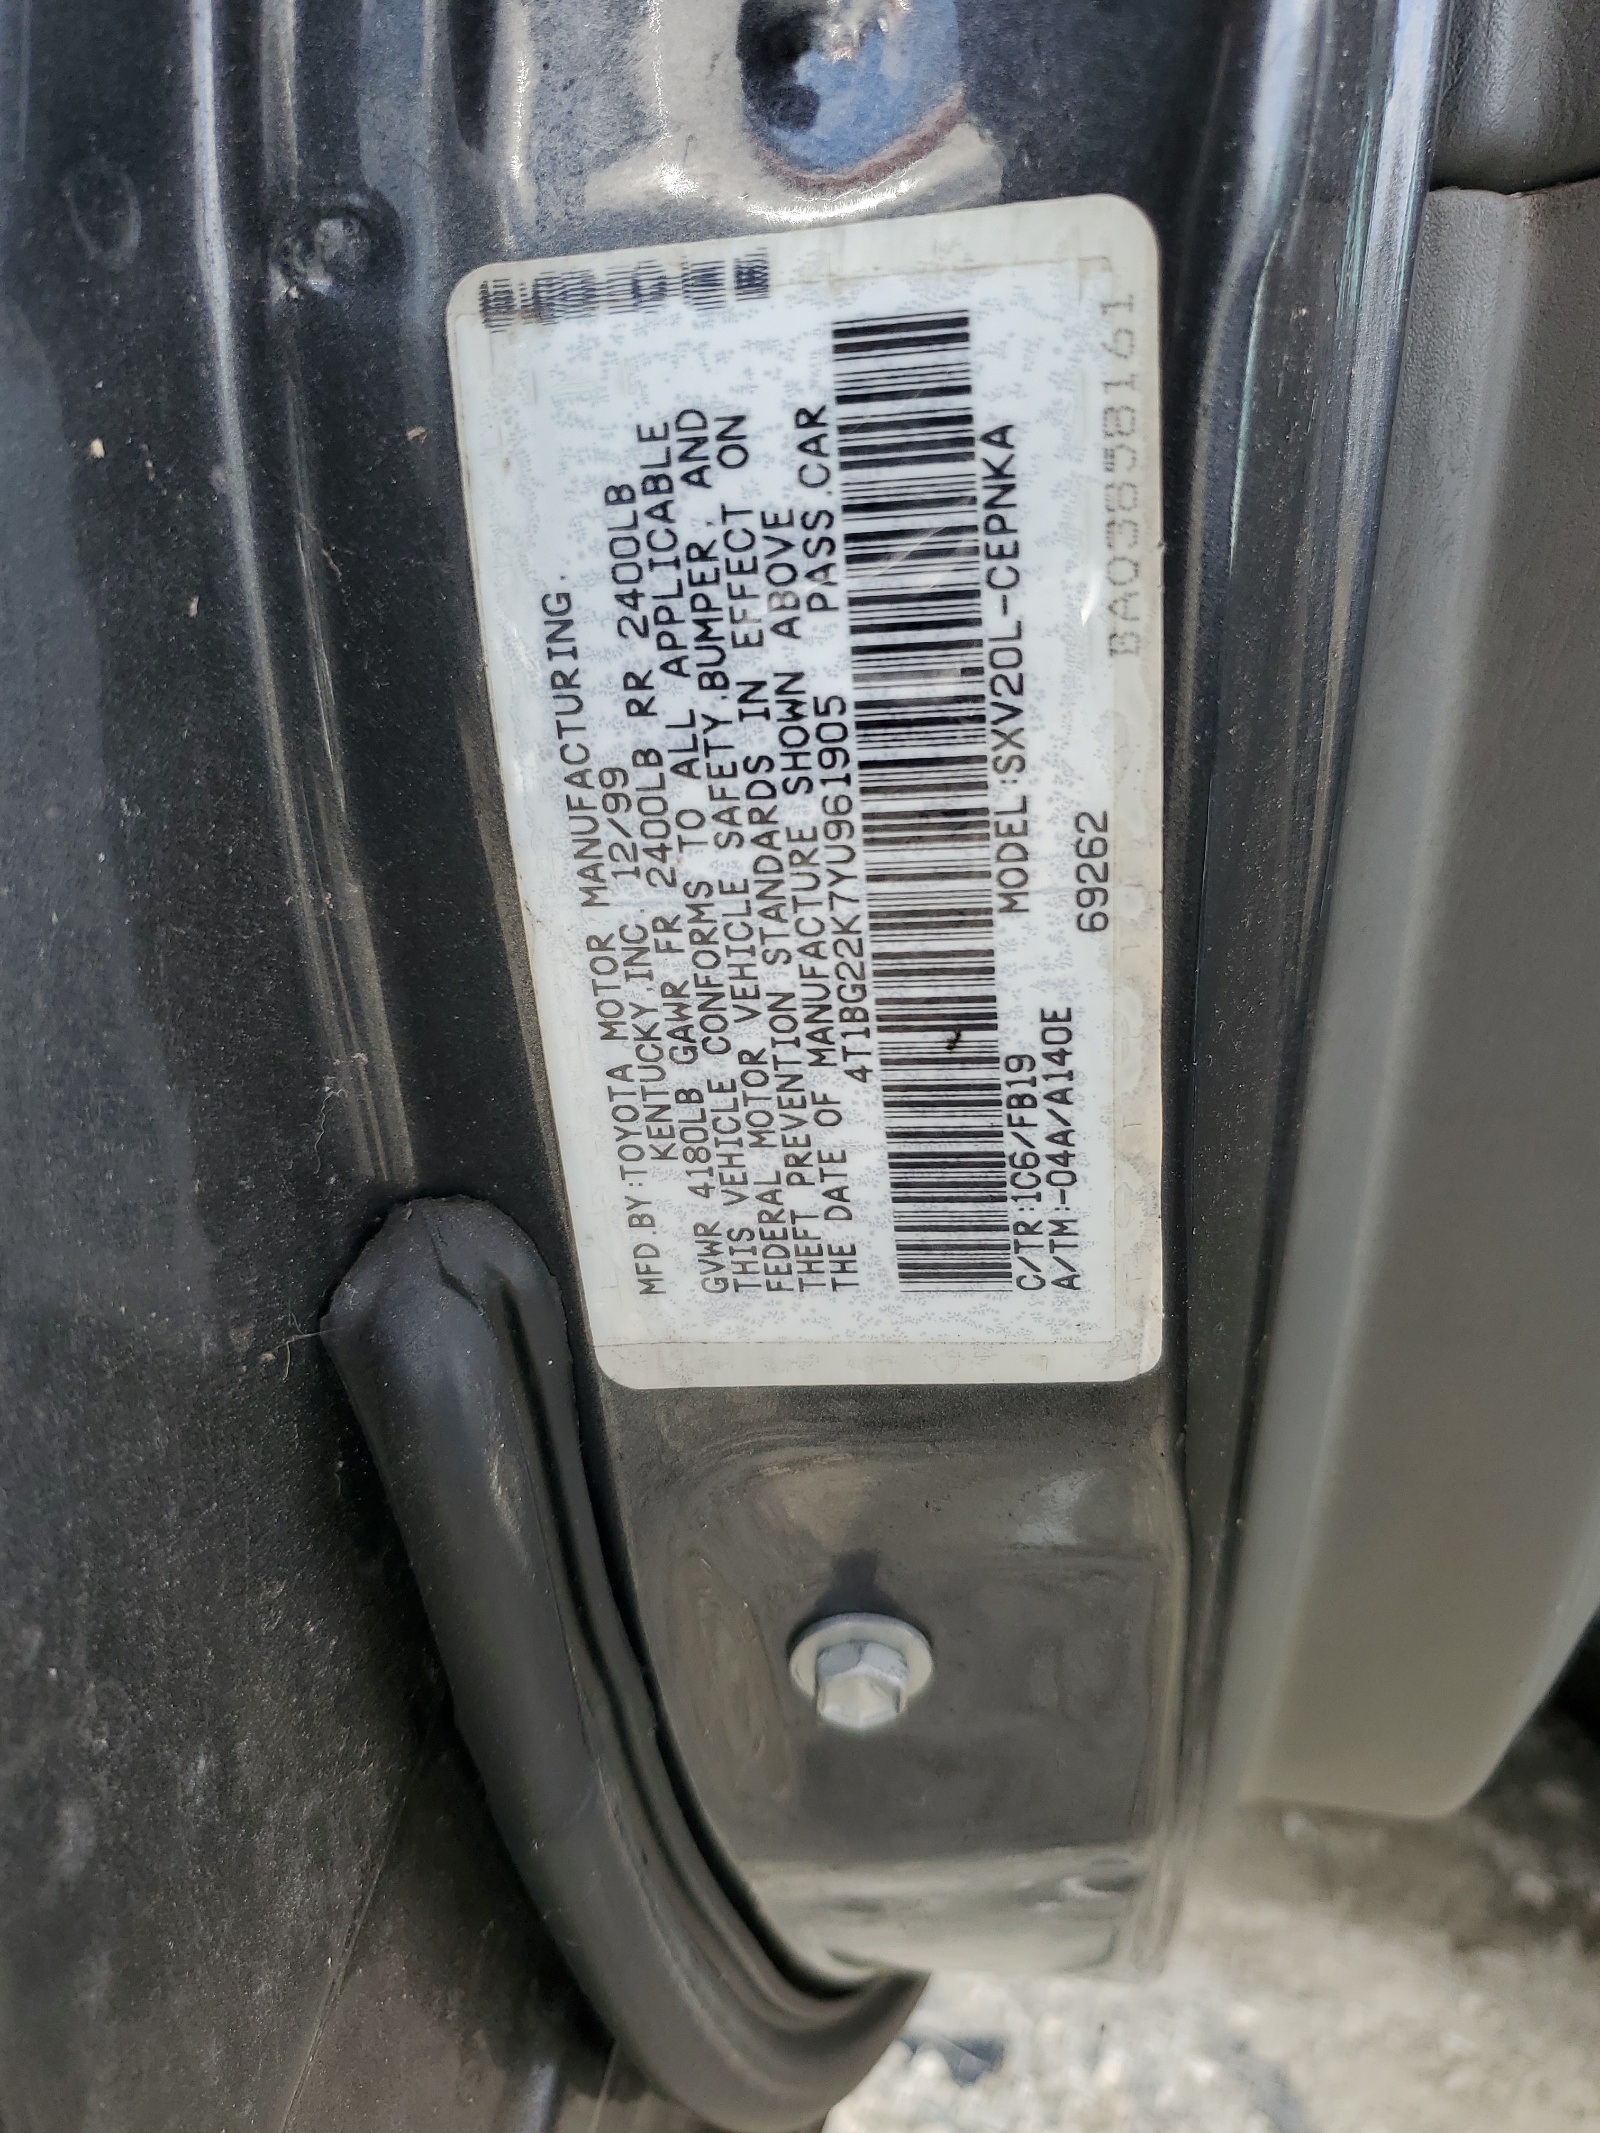 MFD.BY:TOYOTA MOTOR MANUFACTURING.
KENTUCKY,INC. 12/99
GVWR 4180LB GAWR FR 2400LB RR 2400LB
THIS VEHICLE CONFORMS TO ALL APPLICABLE
FEDERAL MOTOR VEHICLE SAFETY,BUMPER, AND
THEFT PREVENTION STANDARDS IN EFFECT ON
THE DATE OF MANUFACTURE SHOWN ABOVE.
4T1BG22K7YU961905 PASS.CAR
MODEL:SXV20L-CEPNKA
C/TR:1C6/FB19
A/TM:-04A/A140E 69262